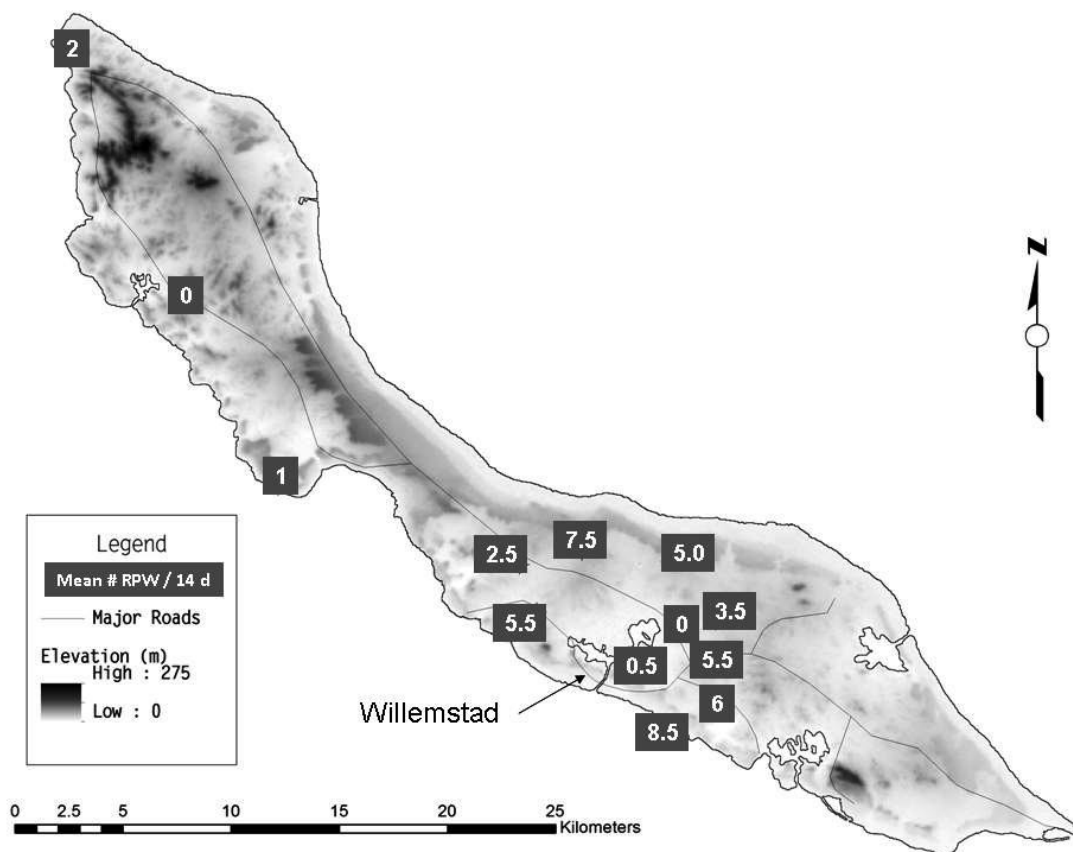 2
N
0
1
7.5
2.5
5.0
3.5
5.5
0
0.5
5.5
6
8.5
Willemstad
Legend
Mean # RPW / 14 d
Major Roads
Elevation (m)
High : 275
Low : 0
0 2.5 5 10 15 20 25
Kilometers